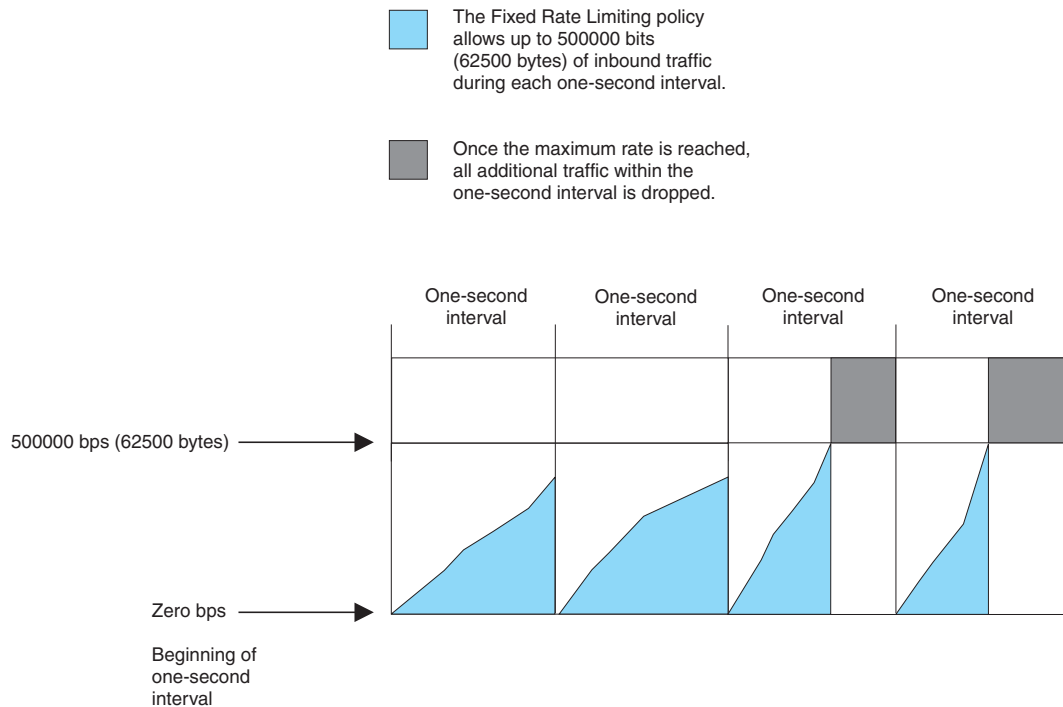 The Fixed Rate Limiting policy
allows up to 500000 bits
(62500 bytes) of inbound traffic
during each one-second interval.
Once the maximum rate is reached,
all additional traffic within the
one-second interval is dropped.
One-second
interval
One-second
interval
One-second
interval
One-second
interval
500000 bps (62500 bytes)
Zero bps
Beginning of
one-second
interval